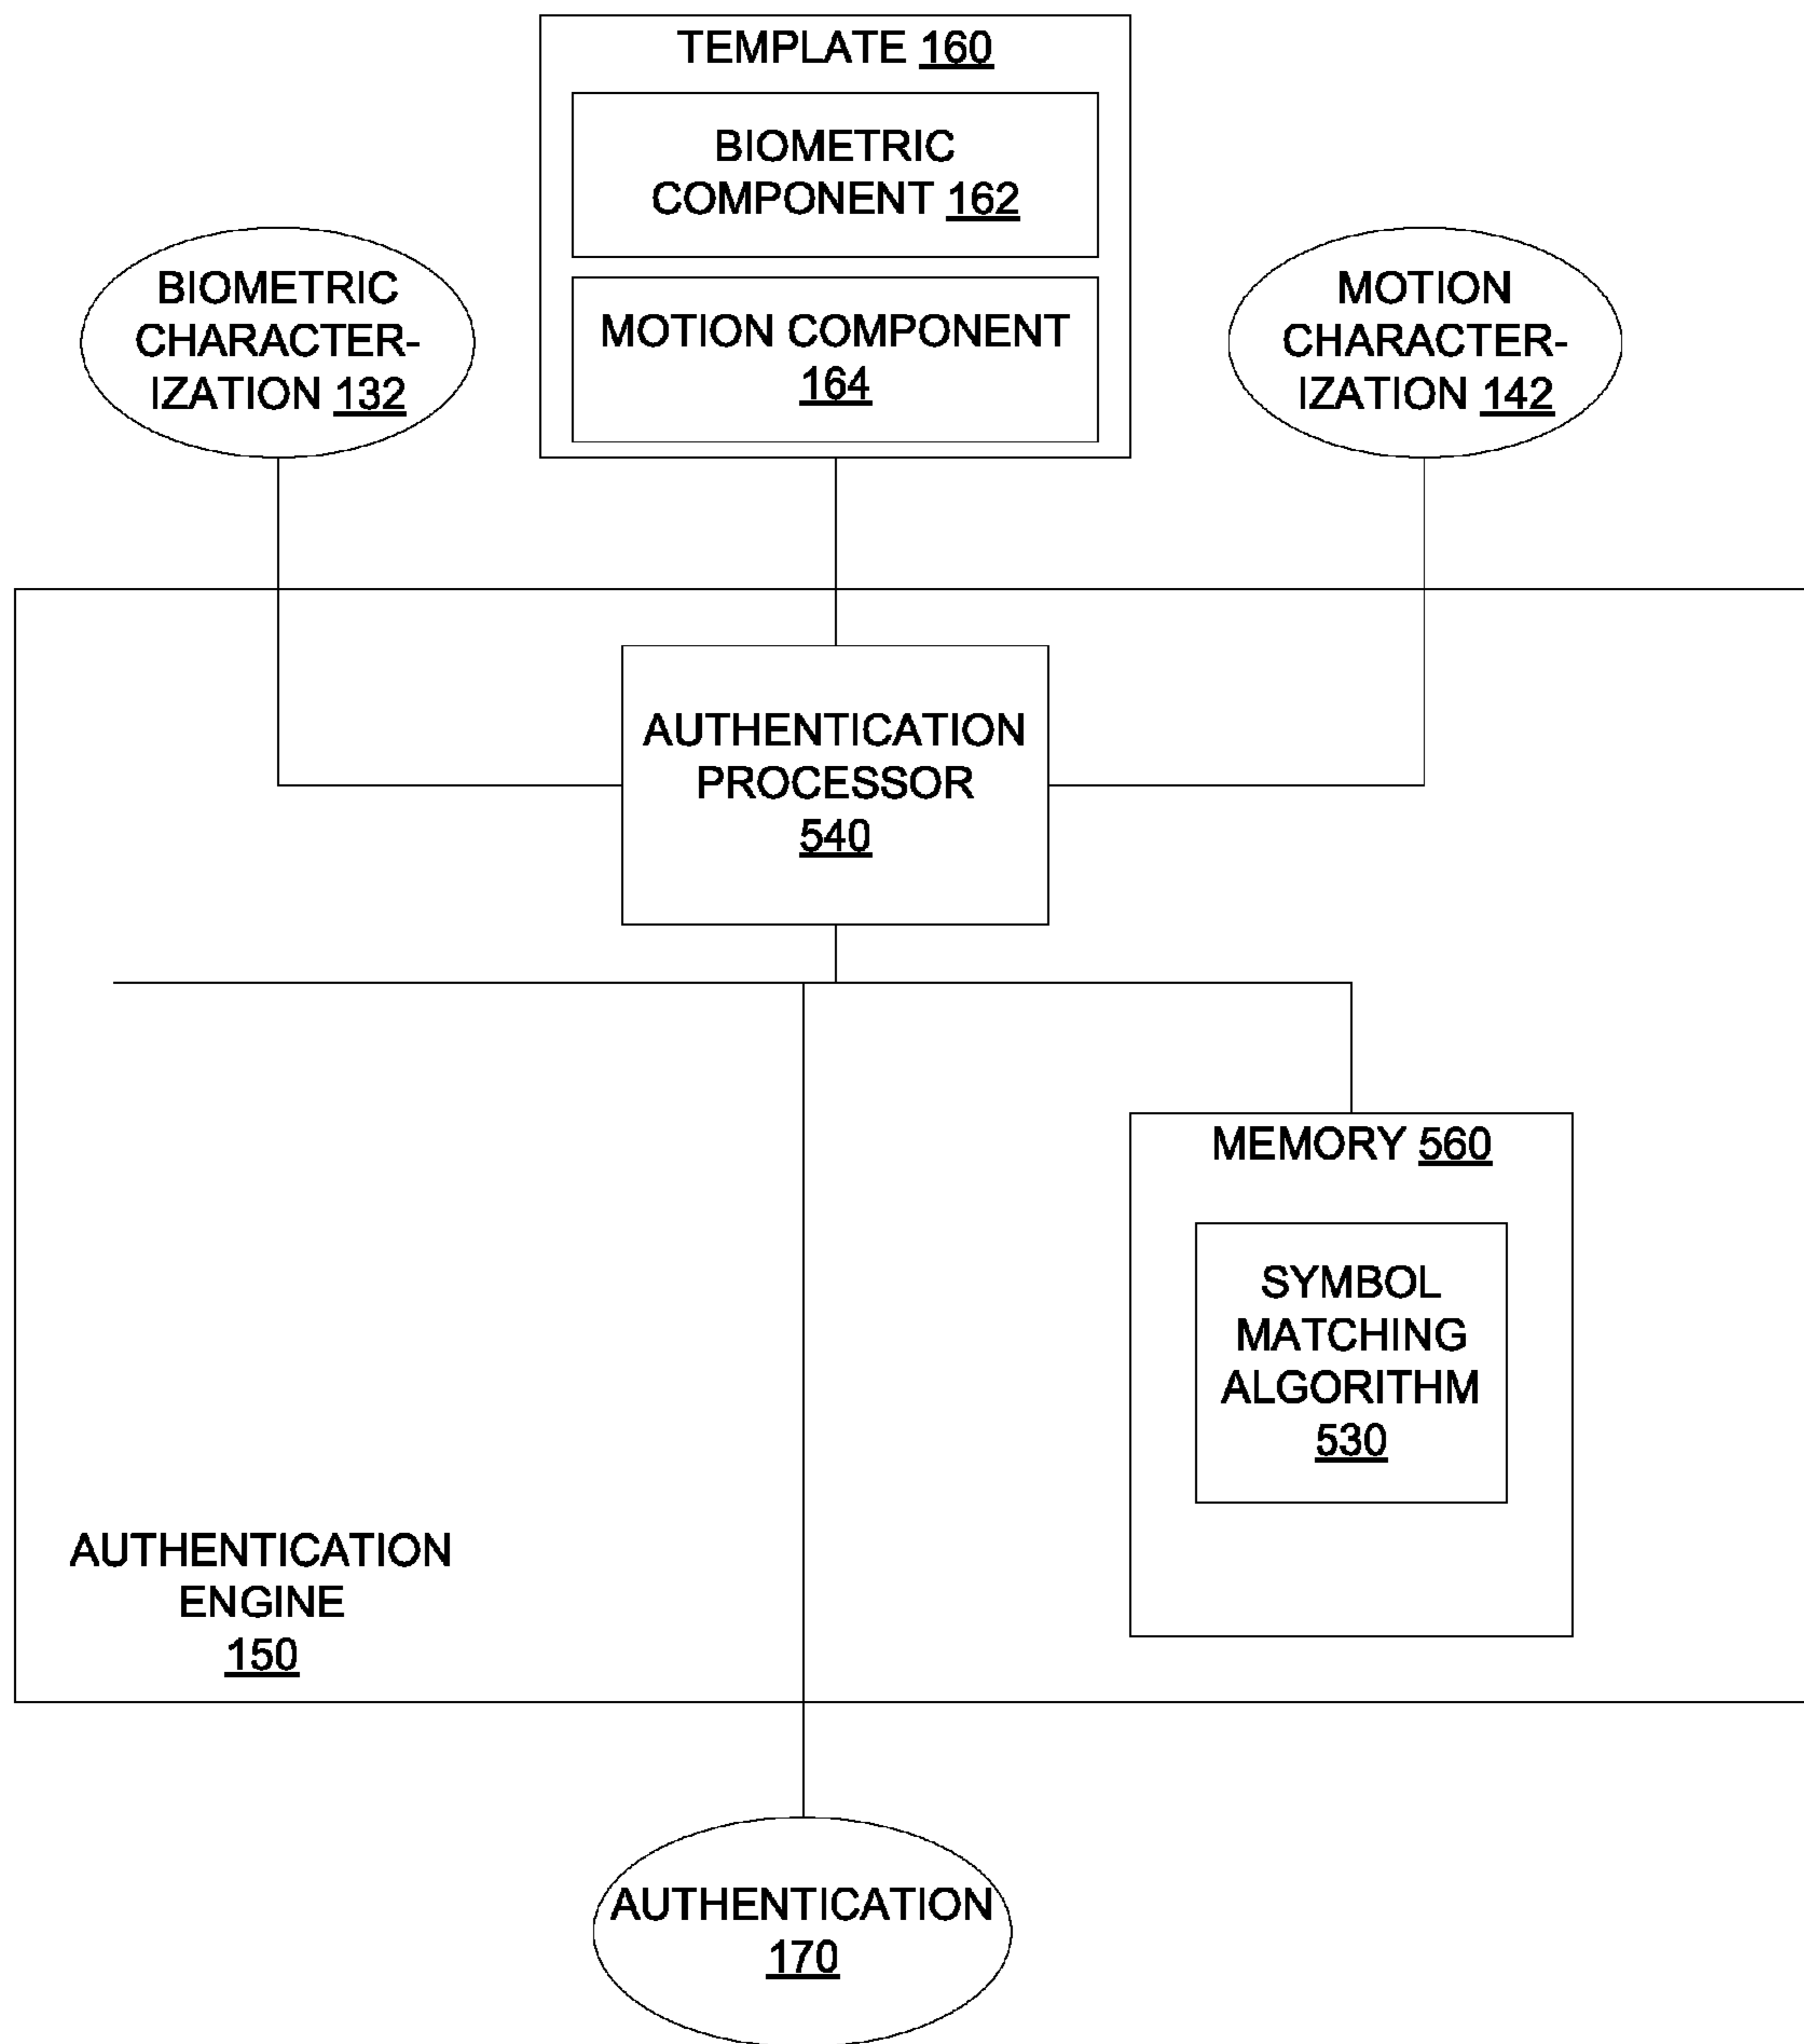 TEMPLATE 160
BIOMETRIC
COMPONENT 162
MOTION COMPONENT
164
BIOMETRIC
CHARACTER-
IZATION 132
MOTION
CHARACTER-
IZATION 142
AUTHENTICATION
PROCESSOR
540
MEMORY 560
SYMBOL
MATCHING
ALGORITHM
530
AUTHENTICATION
ENGINE
150
AUTHENTICATION
170